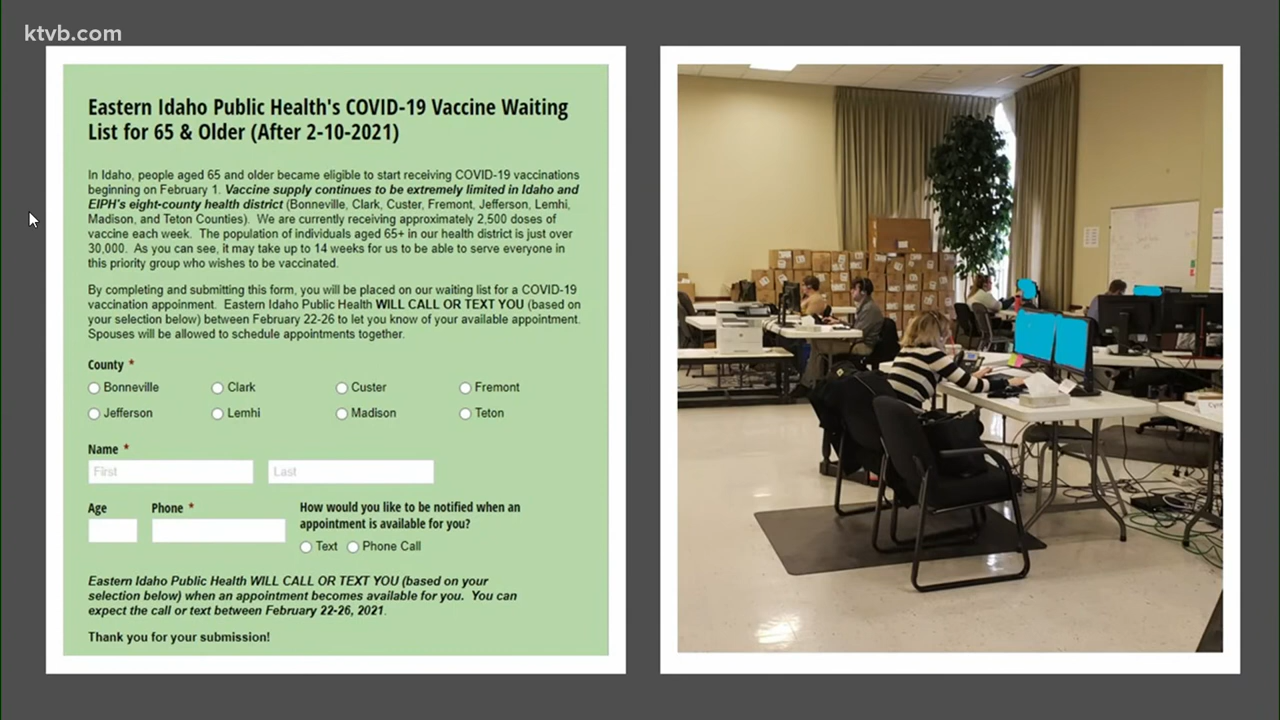 ktvb.com
Eastern Idaho Public Health's COVID-19 Vaccine Waiting
List for 65 & Older (After 2-10-2021)
In Idaho, people aged 65 and older became eligible to start receiving COVID-19 vaccinations
beginning on February 1. Vaccine supply continues to be extremely limited in Idaho and
EIPH's eight-county health district (Bonneville, Clark, Custer, Fremont, Jefferson, Lemhi,
Madison, and Teton Counties). We are currently receiving approximately 2,500 doses of
vaccine each week. The population of individuals aged 65+ in our health district is just over
30,000. As you can see, it may take up to 14 weeks for us to be able to serve everyone in
this priority group who wishes to be vaccinated.
By completing and submitting this form, you will be placed on our waiting list for a COVID-19
vaccination appoinment. Eastern Idaho Public Health WILL CALL OR TEXT YOU (based on
your selection below) between February 22-26 to let you know of your available appointment.
Spouses will be allowed to schedule appointments together.
County *
Bonneville Clark Custer Fremont
Jefferson Lemhi Madison Teton
Name *
First Last
Age Phone * How would you like to be notified when an
appointment is available for you?
Text Phone Call
Eastern Idaho Public Health WILL CALL OR TEXT YOU (based on your
selection below) when an appointment becomes available for you. You can
expect the call or text between February 22-26, 2021.
Thank you for your submission!